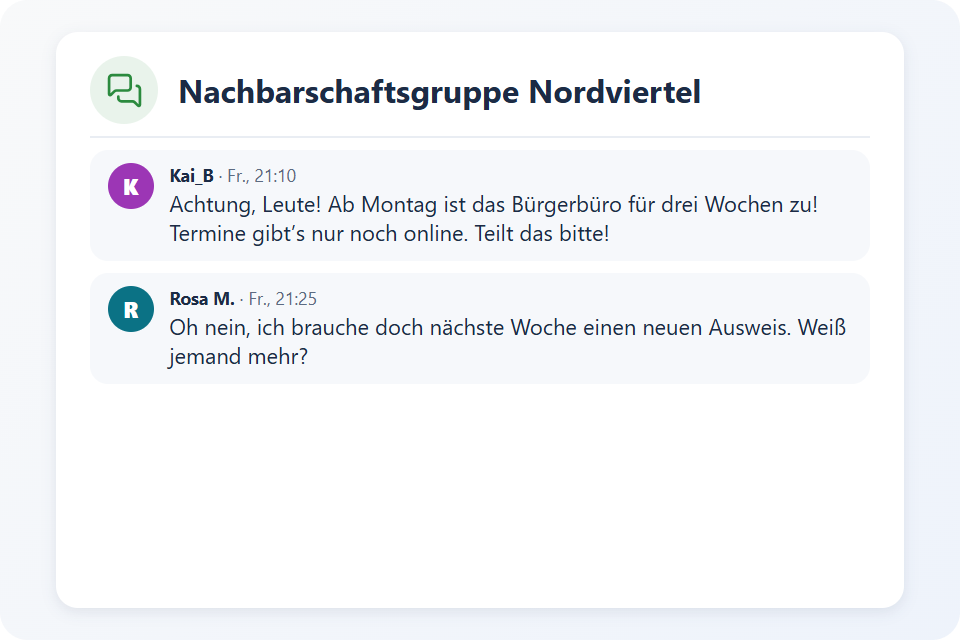 Nachbarschaftsgruppe Nordviertel
K
Kai_B · Fr., 21:10
Achtung, Leute! Ab Montag ist das Bürgerbüro für drei Wochen zu!
Termine gibt’s nur noch online. Teilt das bitte!
R
Rosa M. · Fr., 21:25
Oh nein, ich brauche doch nächste Woche einen neuen Ausweis. Weiß
jemand mehr?